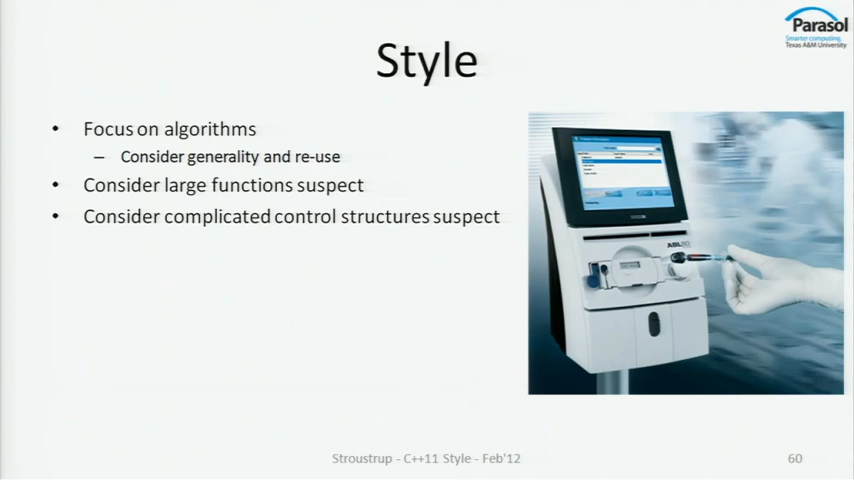 Parasol
Smarter computing.
Texas A&M University
Style
• Focus on algorithms
– Consider generality and re-use
• Consider large functions suspect
• Consider complicated control structures suspect
Stroustrup - C++11 Style - Feb'12
60